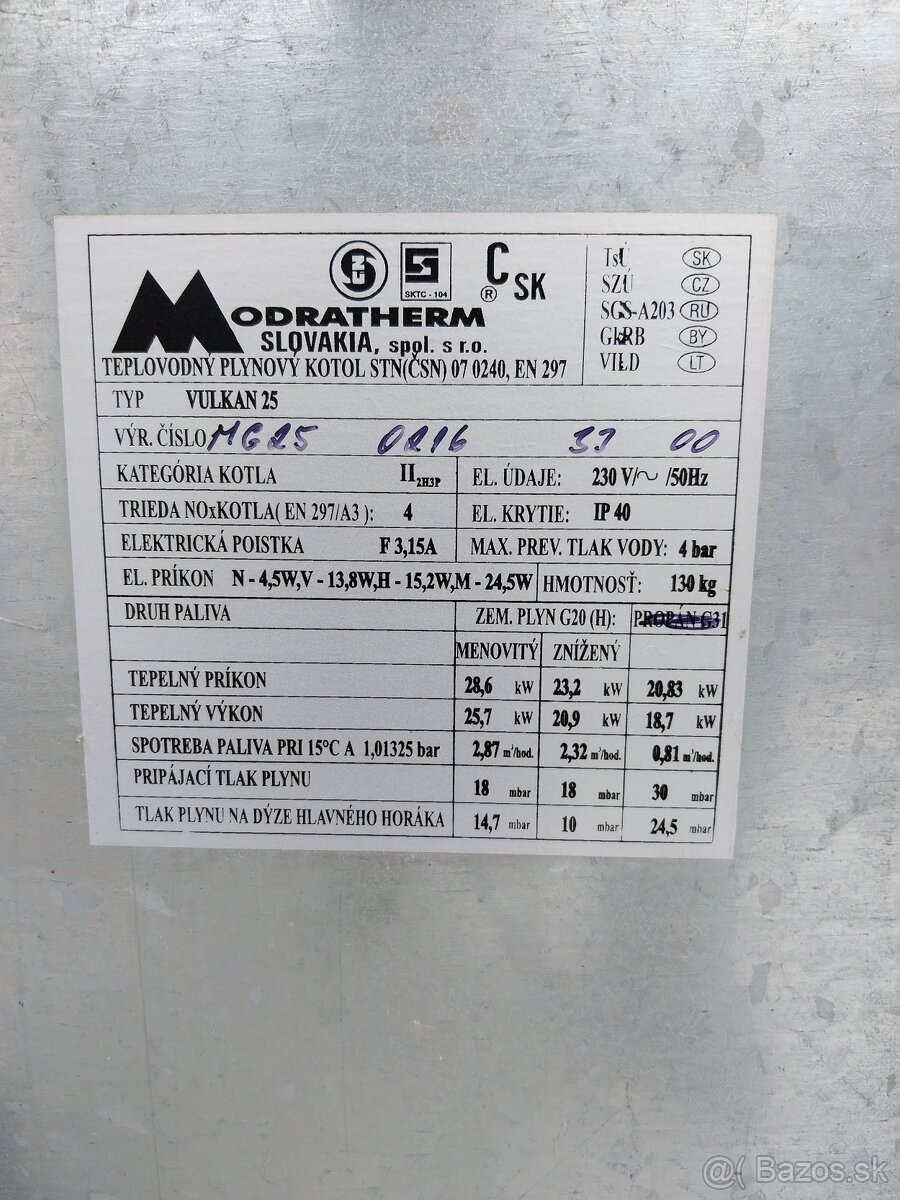 SKTC - 104
C SK
®
MODRATHERM
SLOVAKIA, spol. s r.o.
TEPLOVODNÝ PLYNOVÝ KOTOL STN(ČSN) 07 0240, EN 297
TsÚ SK
SZÚ CZ
SGS-A203 RU
BY
LT
TYP VULKAN 25
VÝR. ČÍSLO MG25 0216 00
KATEGÓRIA KOTLA II2H3P EL. ÚDAJE: 230 V/~ /50Hz
TRIEDA NOxKOTLA( EN 297/A3 ): 4 EL. KRYTIE: IP 40
ELEKTRICKÁ POISTKA F 3,15A MAX. PREV. TLAK VODY: 4 bar
EL. PRÍKON N - 4,5W,V - 13,8W,H - 15,2W,M - 24,5W HMOTNOSŤ: 130 kg
DRUH PALIVA ZEM. PLYN G20 (H): PROPÁN G31
MENOVITÝ ZNÍŽENÝ
TEPELNÝ PRÍKON 28,6 kW 23,2 kW 20,83 kW
TEPELNÝ VÝKON 25,7 kW 20,9 kW 18,7 kW
SPOTREBA PALIVA PRI 15°C A 1,01325 bar 2,87 m³/hod. 2,32 m³/hod. 0,81 m³/hod.
PRIPÁJACÍ TLAK PLYNU 18 mbar 18 mbar 30 mbar
TLAK PLYNU NA DÝZE HLAVNÉHO HORÁKA 14,7 mbar 10 mbar 24,5 mbar
@( Bazos.sk